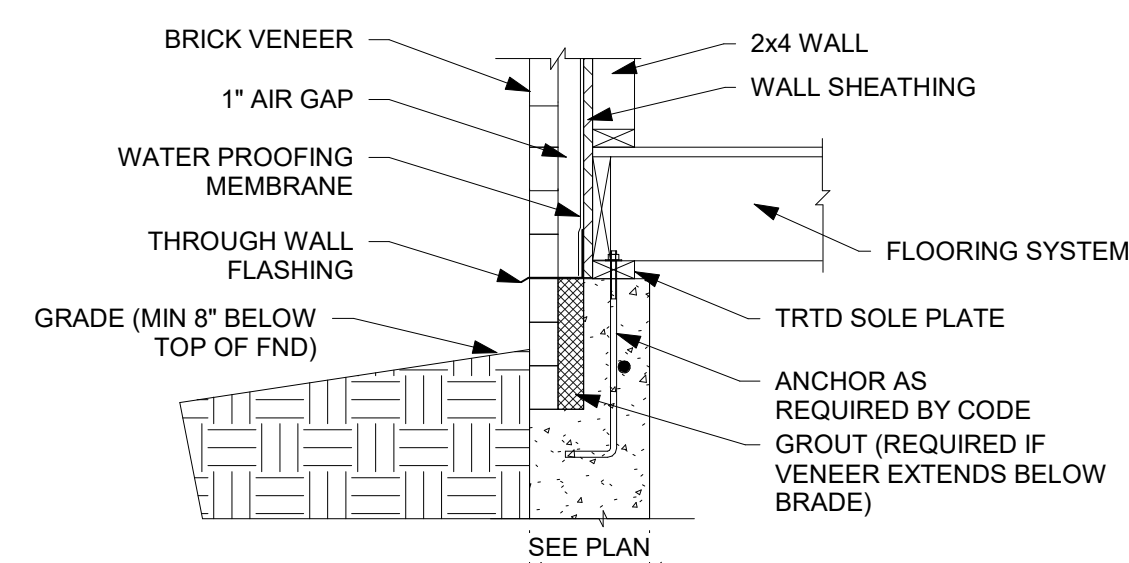 BRICK VENEER
1" AIR GAP
WATER PROOFING
MEMBRANE
THROUGH WALL
FLASHING
GRADE (MIN 8" BELOW
TOP OF FND)
2x4 WALL
WALL SHEATHING
FLOORING SYSTEM
TRTD SOLE PLATE
ANCHOR AS
REQUIRED BY CODE
GROUT (REQUIRED IF
VENEER EXTENDS BELOW
BRADE)
SEE PLAN